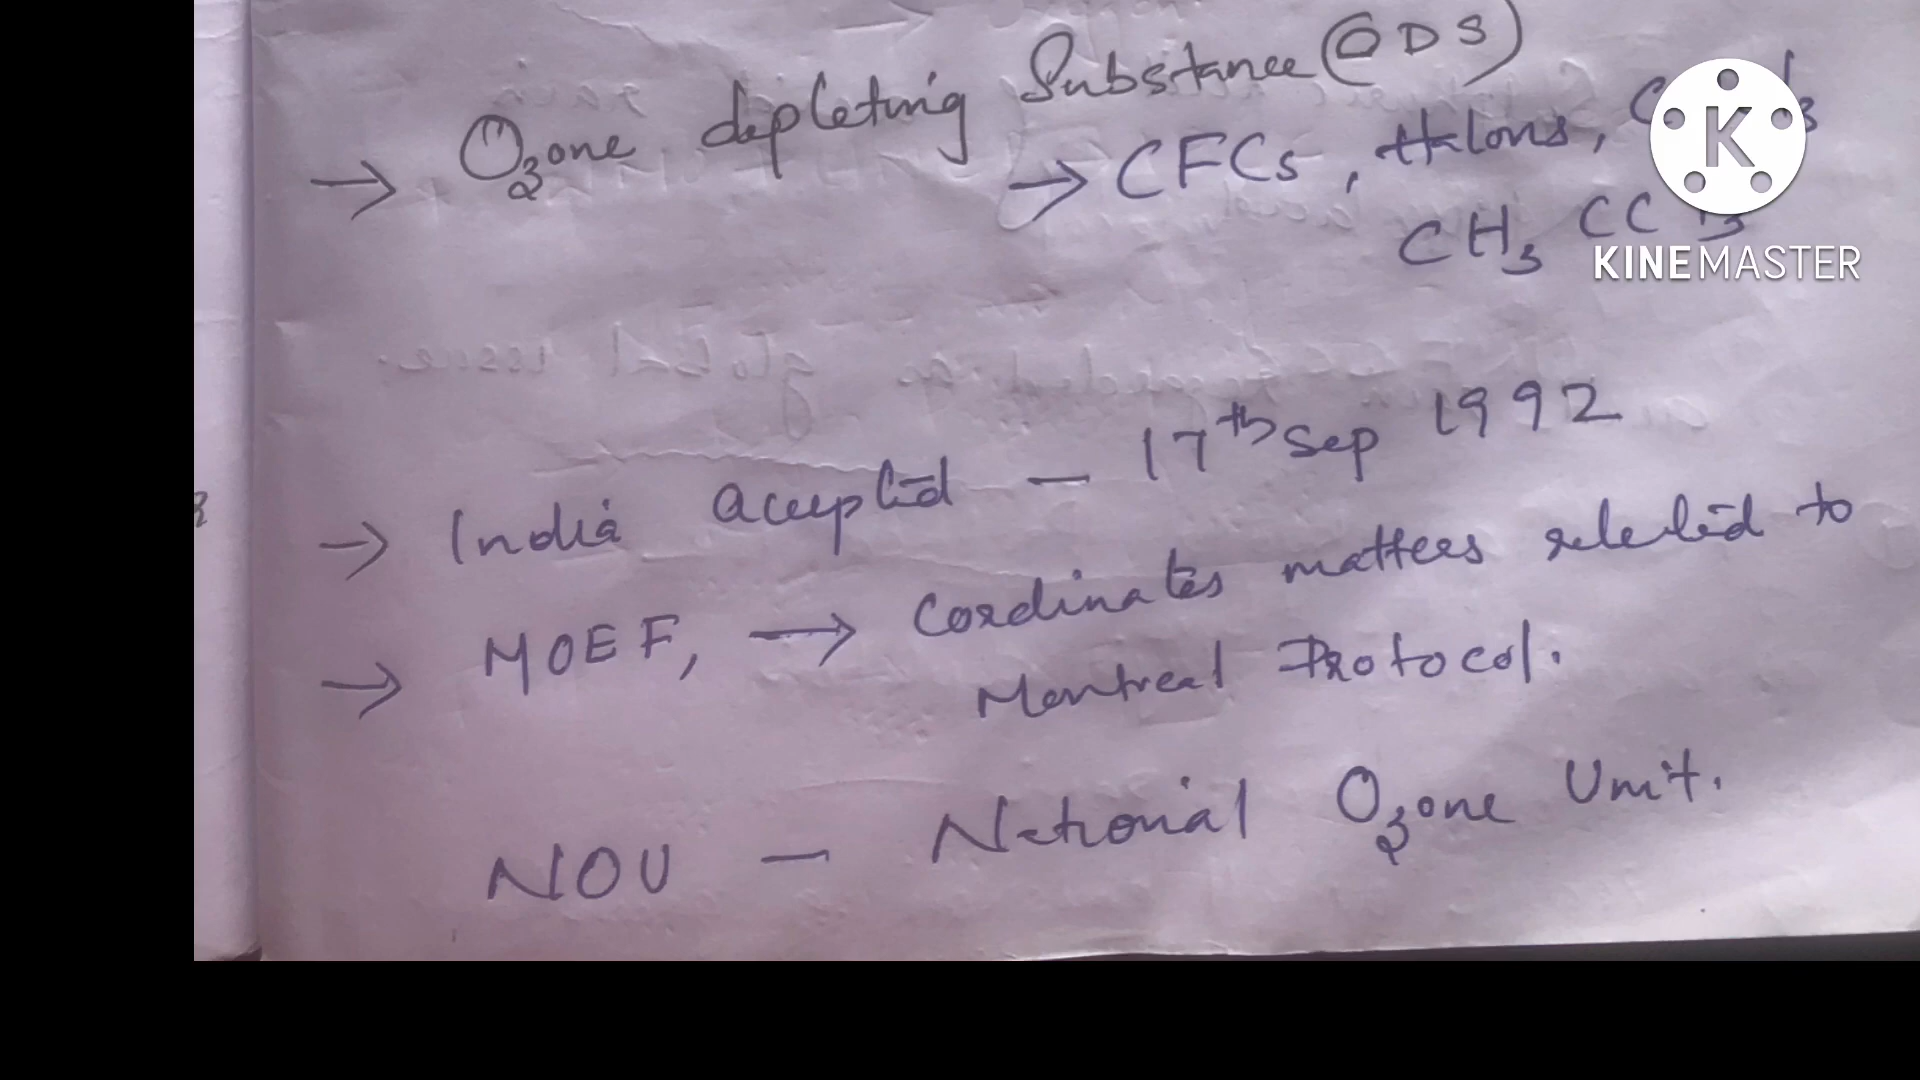 → Ozone depleting Substance (ODS)
→ CFCs, Halons,
CH₃ CC
KINEMASTER
→ India accepted – 17th Sep 1992
→ MOEF, → Cordinates matters related to
Montreal Protocol.
NOU – National Ozone Unit.